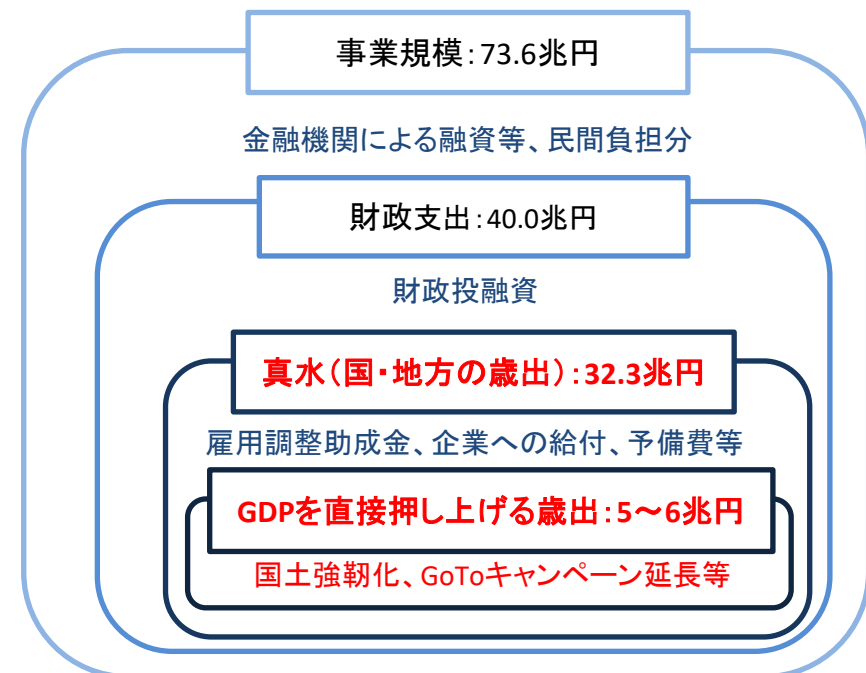 事業規模：73.6兆円
金融機関による融資等、民間負担分
財政支出：40.0兆円
財政投融資
真水（国・地方の歳出）：32.3兆円
雇用調整助成金、企業への給付、予備費等
GDPを直接押し上げる歳出：5～6兆円
国土強靭化、GoToキャンペーン延長等